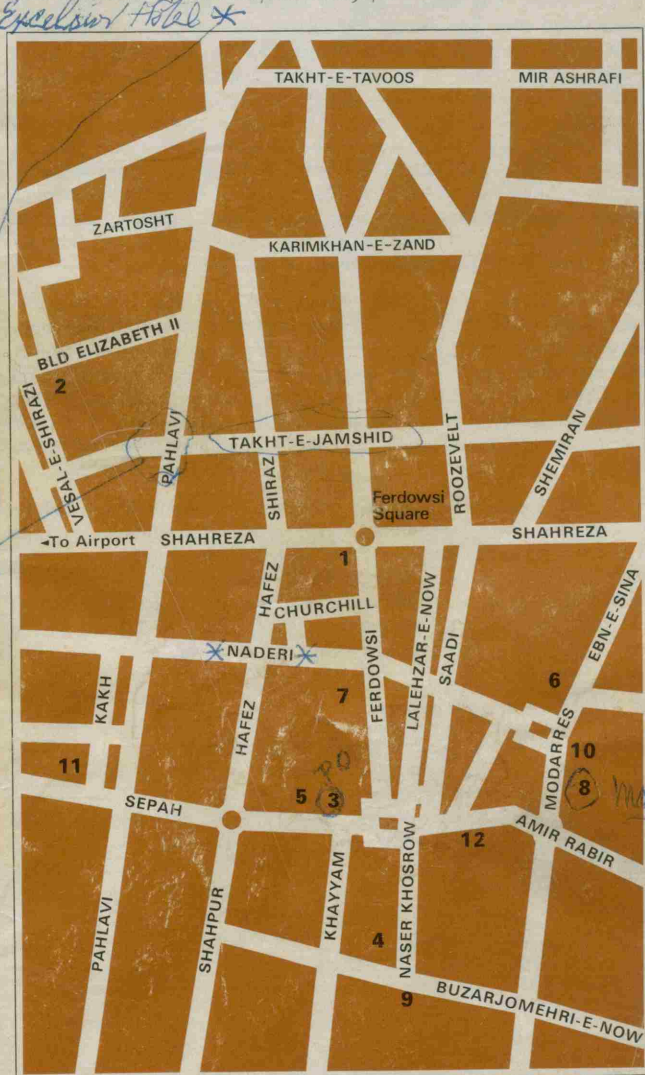 Excelsior Hotel *
TAKHT-E-TAVOOS
MIR ASHRAFI
ZARTOSHT
KARIMKHAN-E-ZAND
BLD ELIZABETH II
2
VESAL-E-SHIRAZI
PAHLAVI
TAKHT-E-JAMSHID
SHIRAZ
ROOZEVELT
SHEMIRAN
Ferdowsi
Square
◄To Airport
SHAHREZA
SHAHREZA
1
HAFEZ
CHURCHILL
LALEHZAR-E-NOW
SAADI
EBN-E-SINA
* NADERI *
FERDOWSI
KAKH
HAFEZ
7
6
MODARRES
10
11
PO
5
3
8
SEPAH
12
AMIR RABIR
PAHLAVI
SHAHPUR
KHAYYAM
NASER KHOSROW
4
9
BUZARJOMEHRI-E-NOW